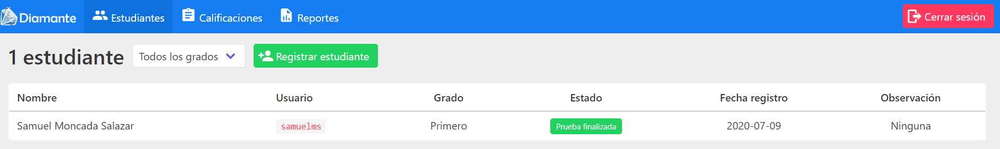 Diamante Estudiantes Calificaciones Reportes Cerrar sesión
1 estudiante Todos los grados Registrar estudiante
Nombre Usuario Grado Estado Fecha registro Observación
Samuel Moncada Salazar samuelms Primero Prueba finalizada 2020-07-09 Ninguna